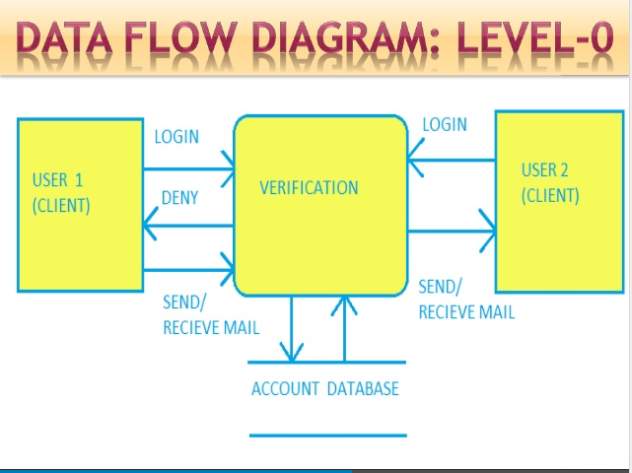 DATA FLOW DIAGRAM: LEVEL-0
LOGIN
LOGIN
USER 1
(CLIENT)
DENY
VERIFICATION
USER 2
(CLIENT)
SEND/
RECIEVE MAIL
SEND/
RECIEVE MAIL
ACCOUNT DATABASE